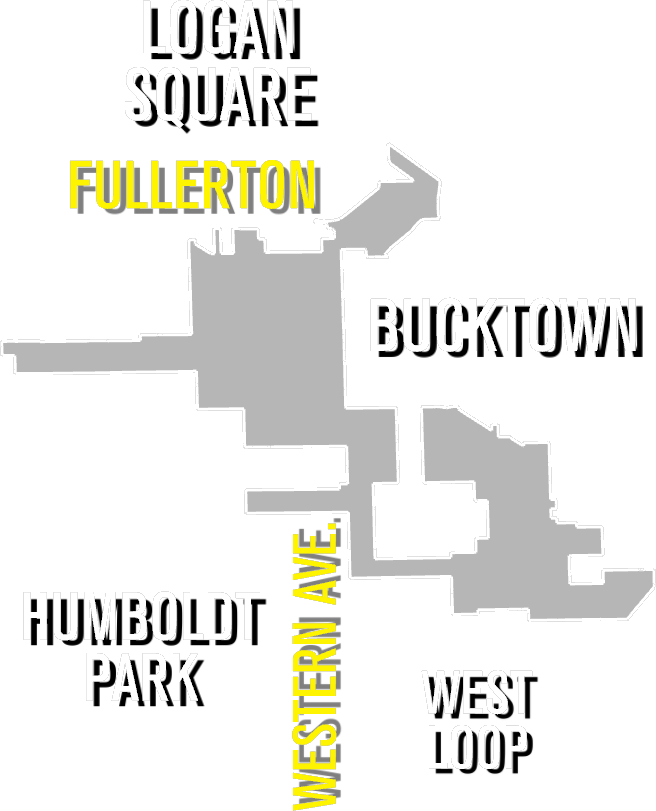 LOGAN
SQUARE
FULLERTON
BUCKTOWN
WESTERN AVE.
HUMBOLDT
PARK
WEST
LOOP